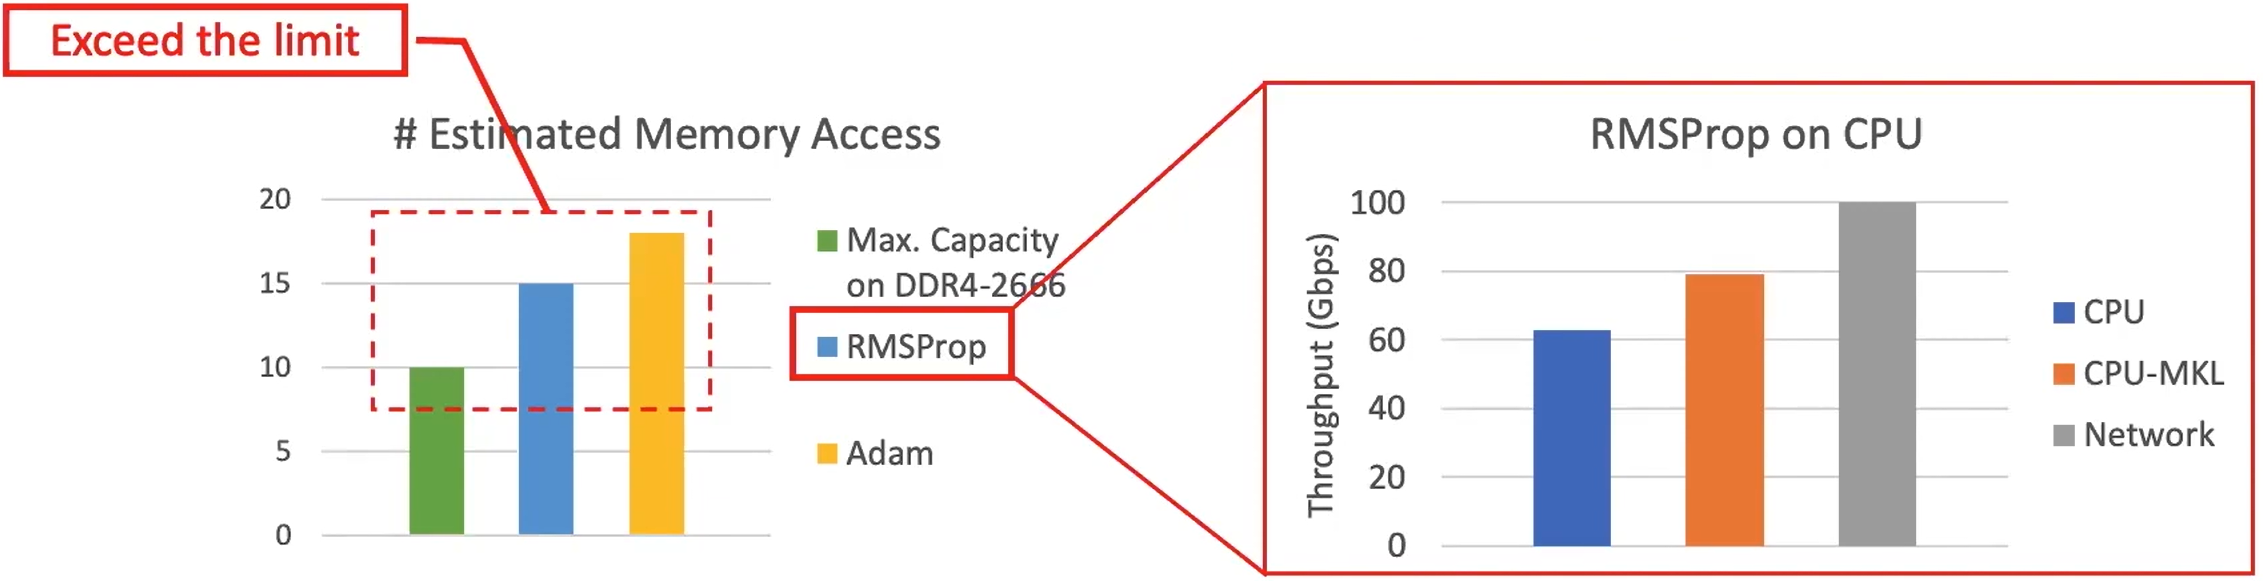 Exceed the limit
# Estimated Memory Access
20
15
10
5
0
Max. Capacity
on DDR4-2666
RMSProp
Adam
RMSProp on CPU
Throughput (Gbps)
100
80
60
40
20
0
CPU
CPU-MKL
Network